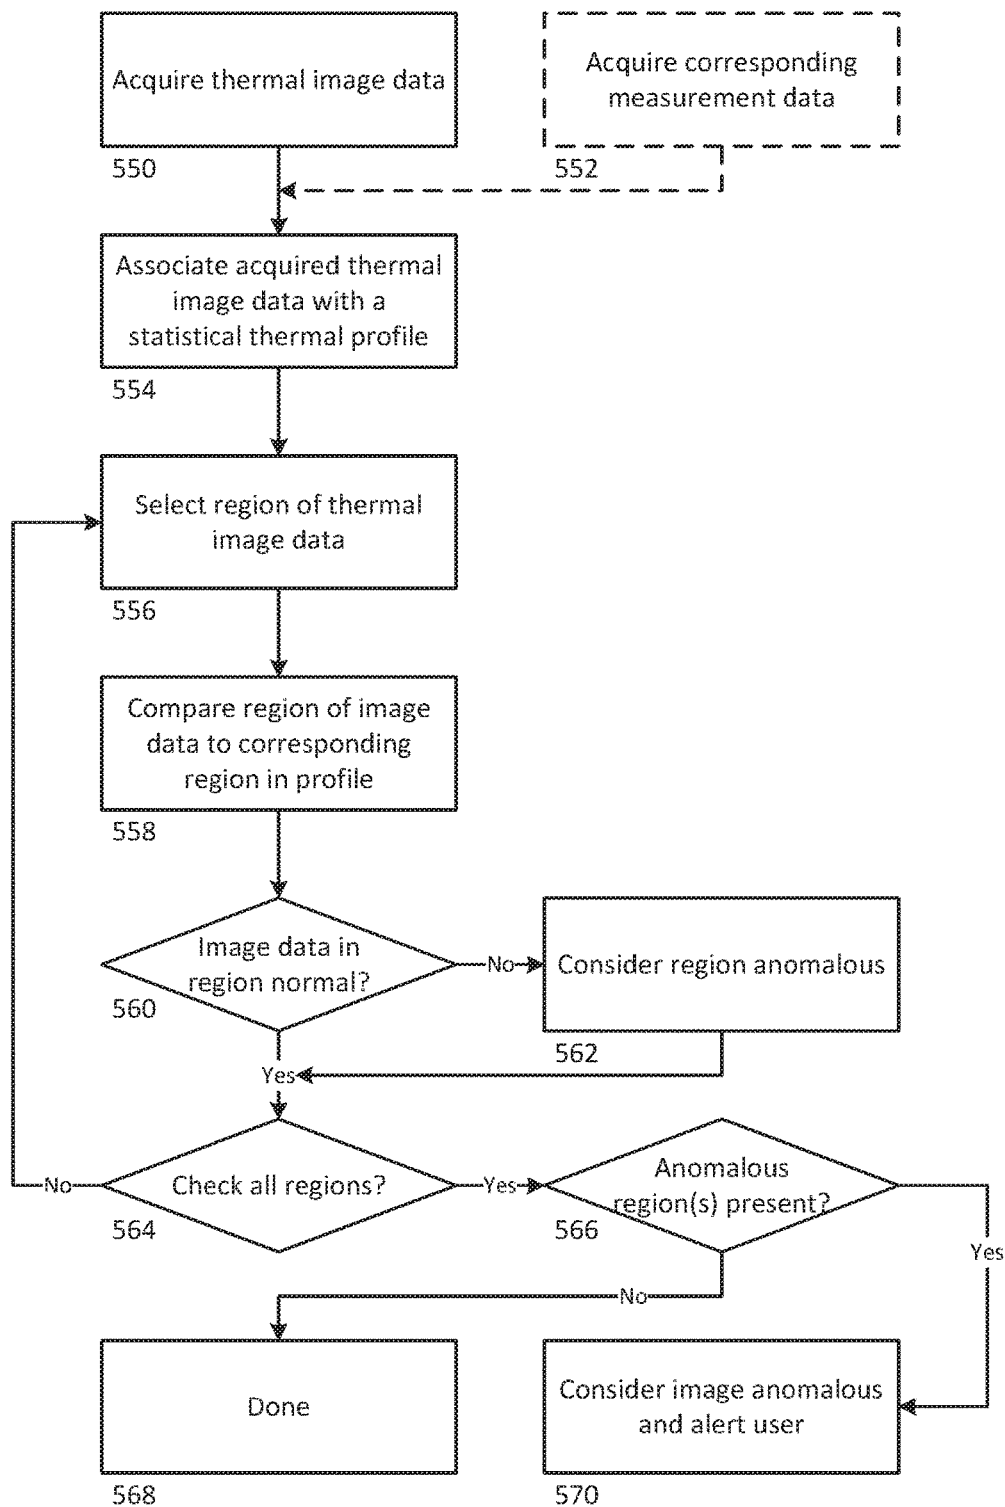 Acquire thermal image data
550
Acquire corresponding
measurement data
552
Associate acquired thermal
image data with a
statistical thermal profile
554
Select region of thermal
image data
556
Compare region of image
data to corresponding
region in profile
558
Image data in
region normal?
560
No
Consider region anomalous
562
Yes
Check all regions?
564
No
Yes
Anomalous
region(s) present?
566
Yes
No
Done
568
Consider image anomalous
and alert user
570